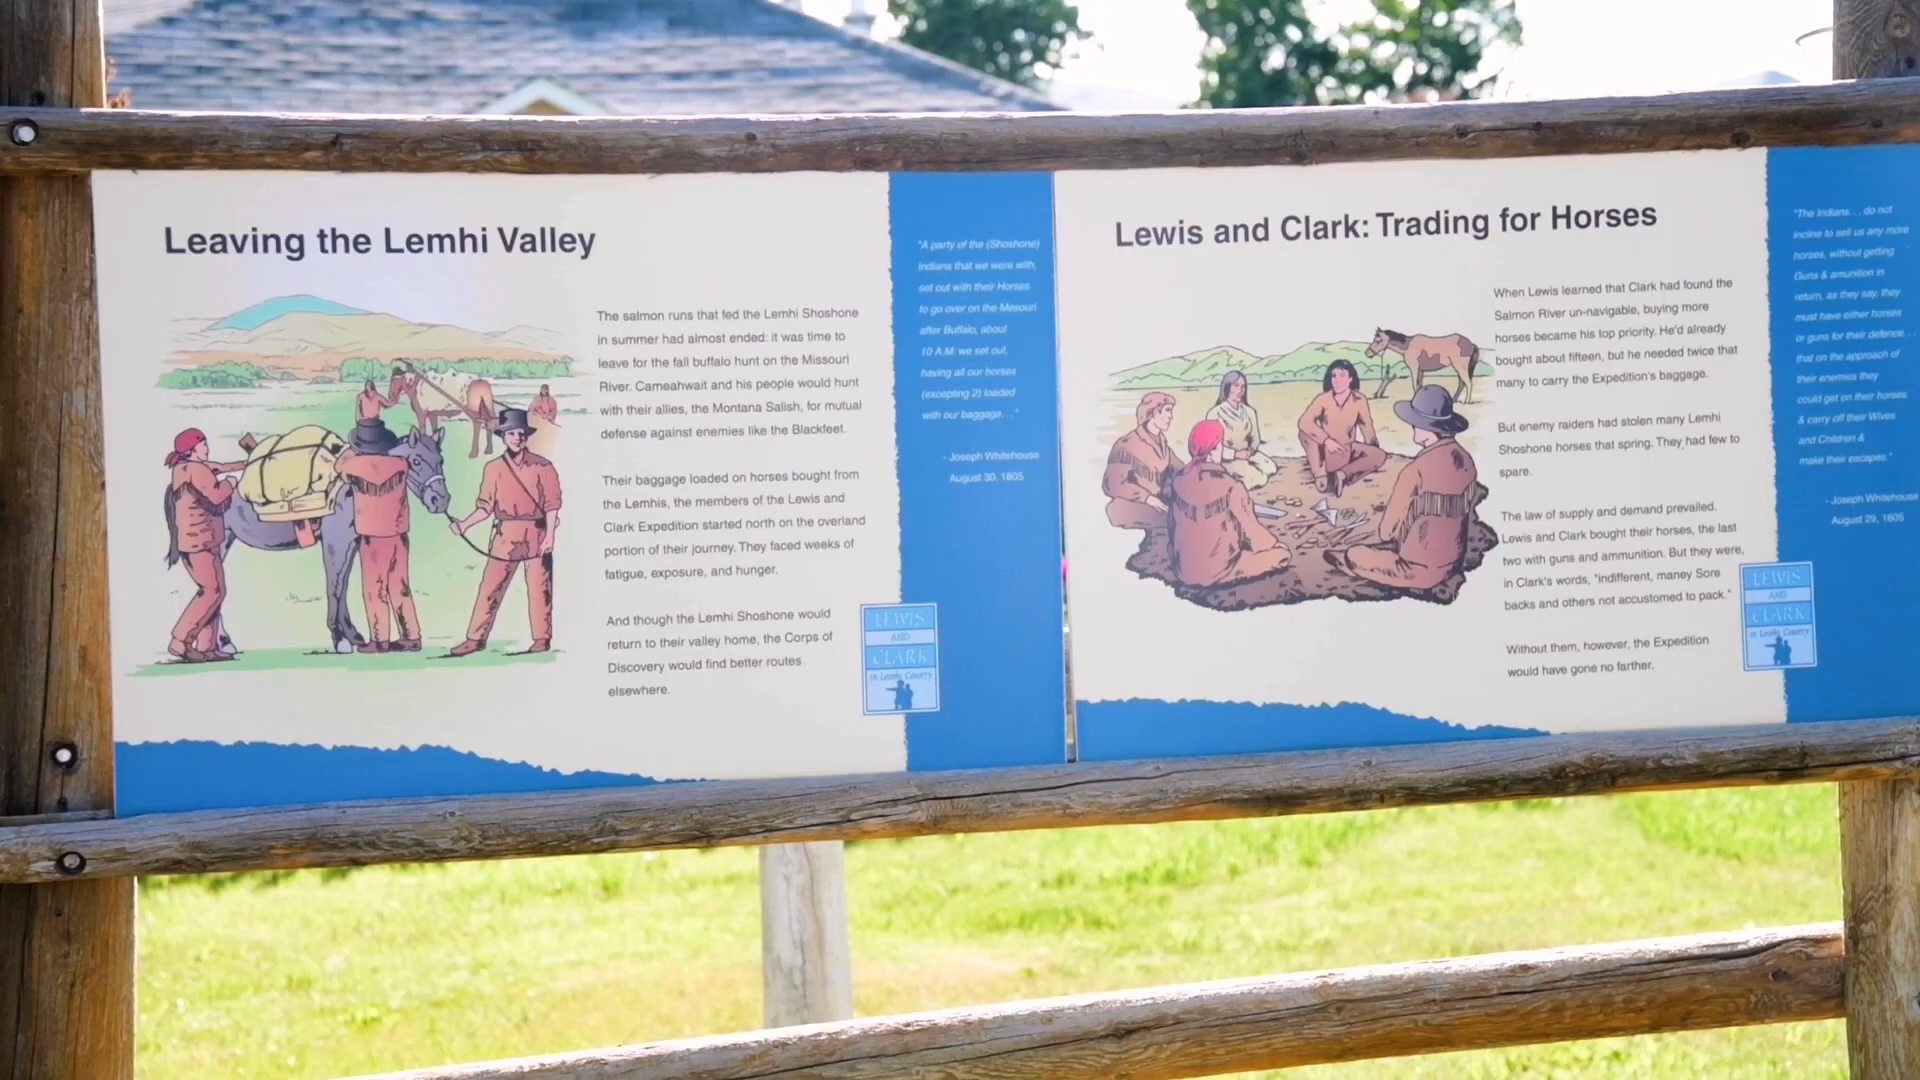 Leaving the Lemhi Valley
The salmon runs that fed the Lemhi Shoshone
in summer had almost ended: it was time to
leave for the fall buffalo hunt on the Missouri
River. Cameahwait and his people would hunt
with their allies, the Montana Salish, for mutual
defense against enemies like the Blackfeet.
Their baggage loaded on horses bought from
the Lemhis, the members of the Lewis and
Clark Expedition started north on the overland
portion of their journey. They faced weeks of
fatigue, exposure, and hunger.
And though the Lemhi Shoshone would
return to their valley home, the Corps of
Discovery would find better routes
elsewhere.
"A party of the (Shoshone)
Indians that we were with,
set out with their Horses
to go over on the Mesouri
after Buffalo, about
10 A.M. we set out,
having all our horses
(excepting 2) loaded
with our baggage. . ."
- Joseph Whitehouse
August 30, 1805
LEWIS
AND
CLARK
in Lemhi County
Lewis and Clark: Trading for Horses
When Lewis learned that Clark had found the
Salmon River un-navigable, buying more
horses became his top priority. He'd already
bought about fifteen, but he needed twice that
many to carry the Expedition's baggage.
But enemy raiders had stolen many Lemhi
Shoshone horses that spring. They had few to
spare.
The law of supply and demand prevailed.
Lewis and Clark bought their horses, the last
two with guns and ammunition. But they were,
in Clark's words, "indifferent, maney Sore
backs and others not accustomed to pack."
Without them, however, the Expedition
would have gone no farther.
"The Indians. . . do not
incline to sell us any more
horses, without getting
Guns & amunition in
return, as they say, they
must have either horses
or guns for their defence. . .
that on the approach of
their enemies they
could get on their horses
& carry off their Wives
and Children &
make their escapes."
- Joseph Whitehouse
August 29, 1805
LEWIS
AND
CLARK
in Lemhi County